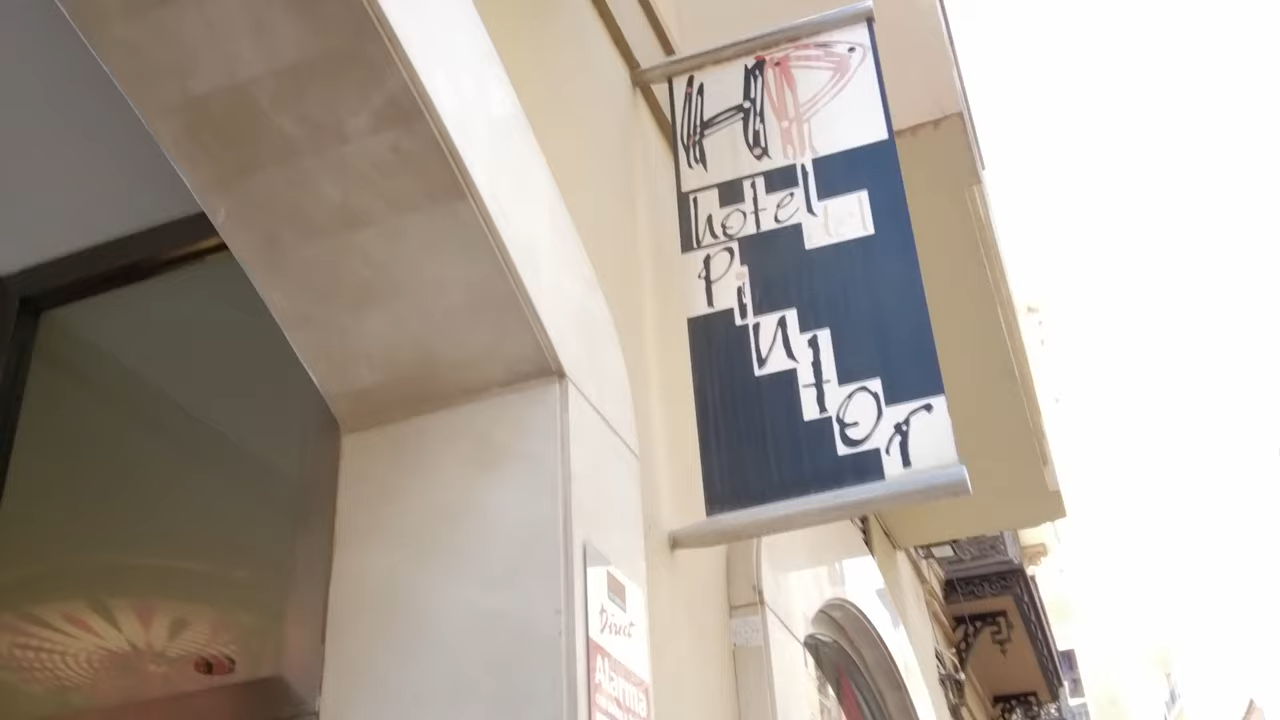 HP
hotel del
Pintor
Direct
Alarma